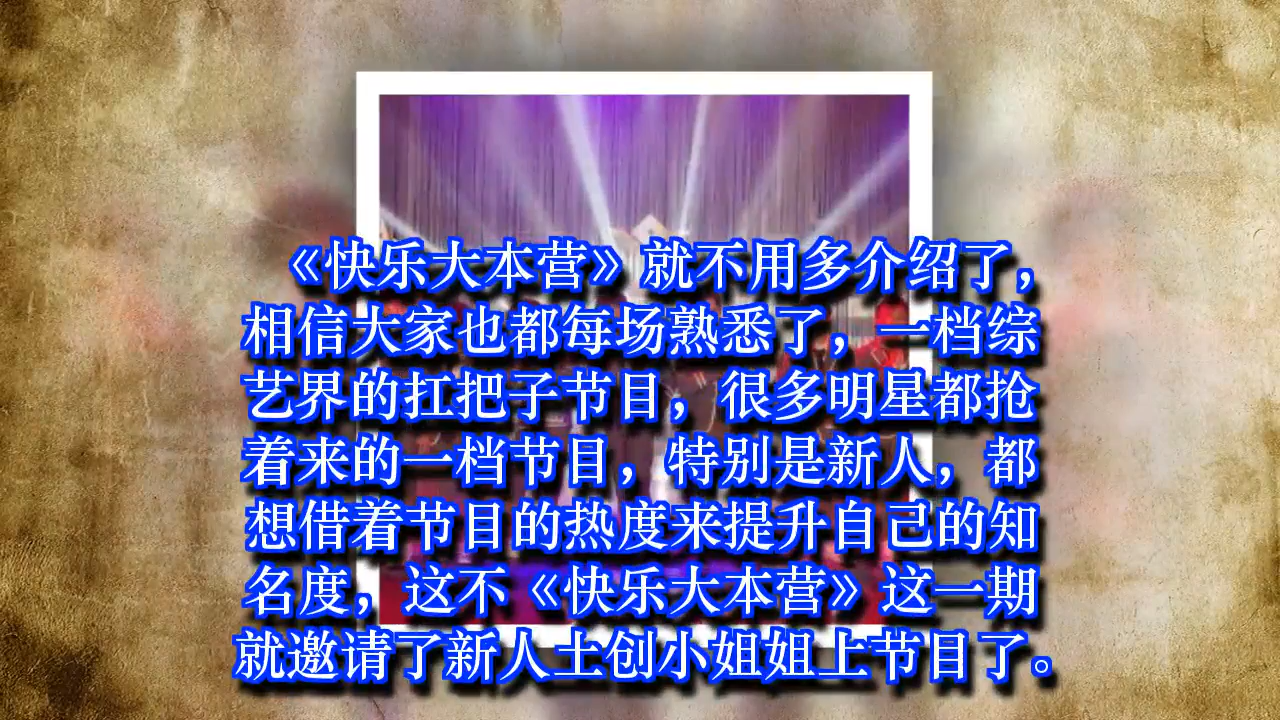 《快乐大本营》就不用多介绍了，
相信大家也都每场熟悉了，一档综
艺界的扛把子节目，很多明星都抢
着来的一档节目，特别是新人，都
想借着节目的热度来提升自己的知
名度，这不《快乐大本营》这一期
就邀请了新人土创小姐姐上节目了。